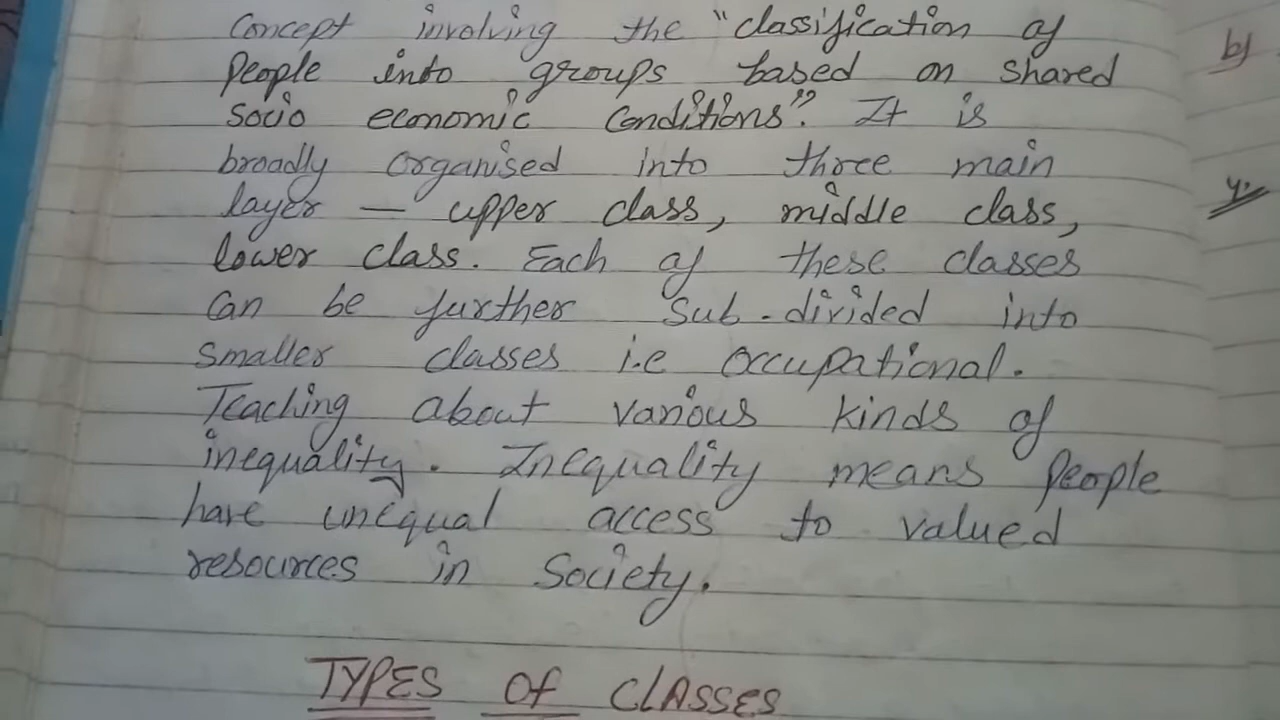 Concept involving the "classification of
People into groups based on shared
socio economic conditions". It is
broadly organised into three main
layer — upper class, middle class,
lower class. Each of these classes
can be further sub-divided into
smaller classes i.e occupational.
Teaching about various kinds of
inequality. Inequality means people
have unequal access to valued
resources in society.
TYPES OF CLASSES
b)